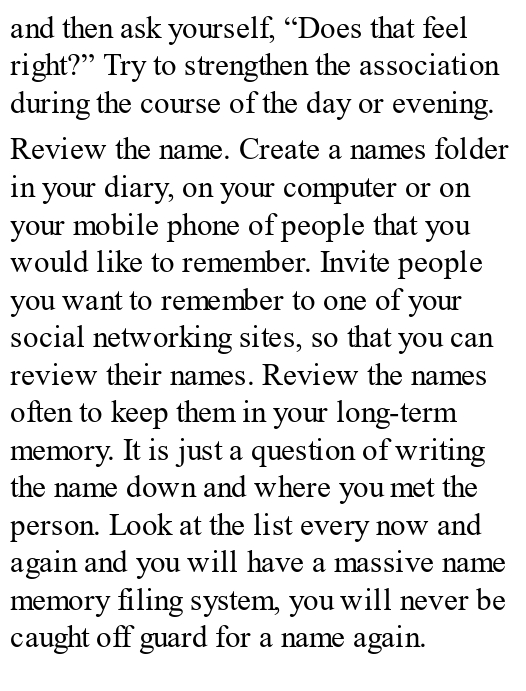 and then ask yourself, “Does that feel
right?” Try to strengthen the association
during the course of the day or evening.
Review the name. Create a names folder
in your diary, on your computer or on
your mobile phone of people that you
would like to remember. Invite people
you want to remember to one of your
social networking sites, so that you can
review their names. Review the names
often to keep them in your long-term
memory. It is just a question of writing
the name down and where you met the
person. Look at the list every now and
again and you will have a massive name
memory filing system, you will never be
caught off guard for a name again.